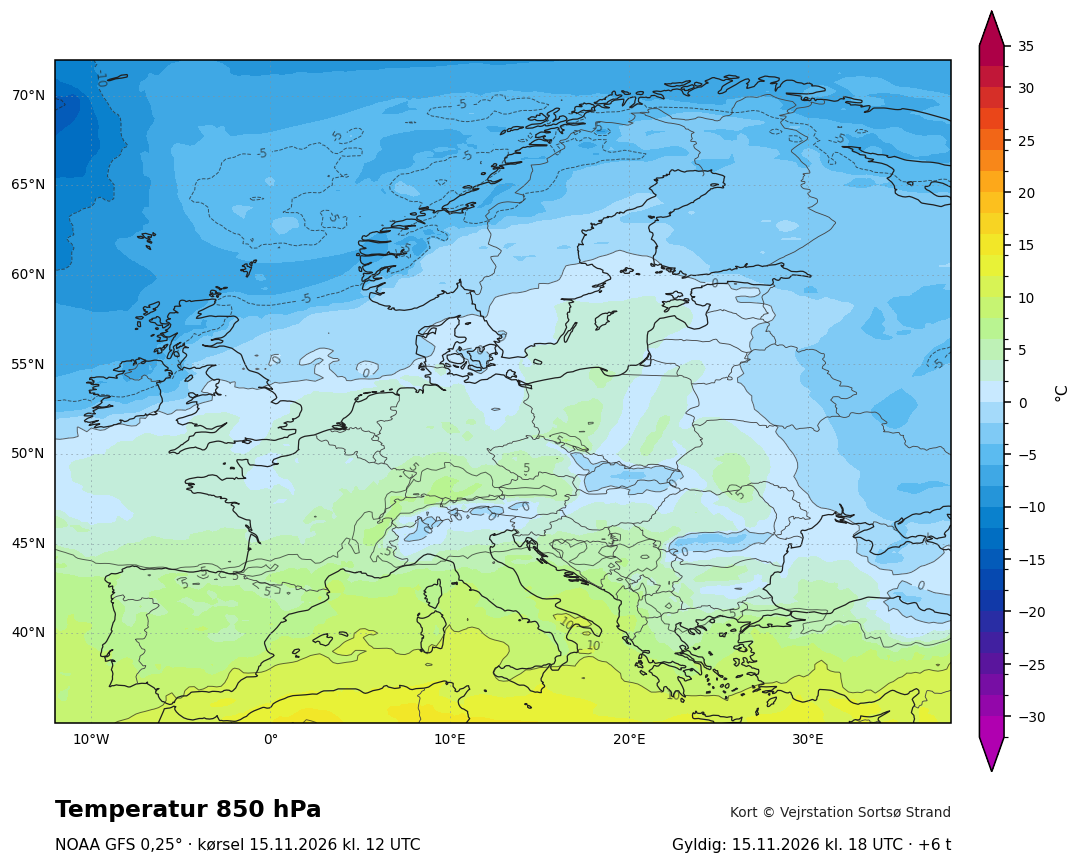 70°N
65°N
60°N
55°N
50°N
45°N
40°N
10°W
0°
10°E
20°E
30°E
35
30
25
20
15
10
5
0
−5
−10
−15
−20
−25
−30
°C
Temperatur 850 hPa
Kort © Vejrstation Sortsø Strand
NOAA GFS 0,25° · kørsel 15.11.2026 kl. 12 UTC
Gyldig: 15.11.2026 kl. 18 UTC · +6 t